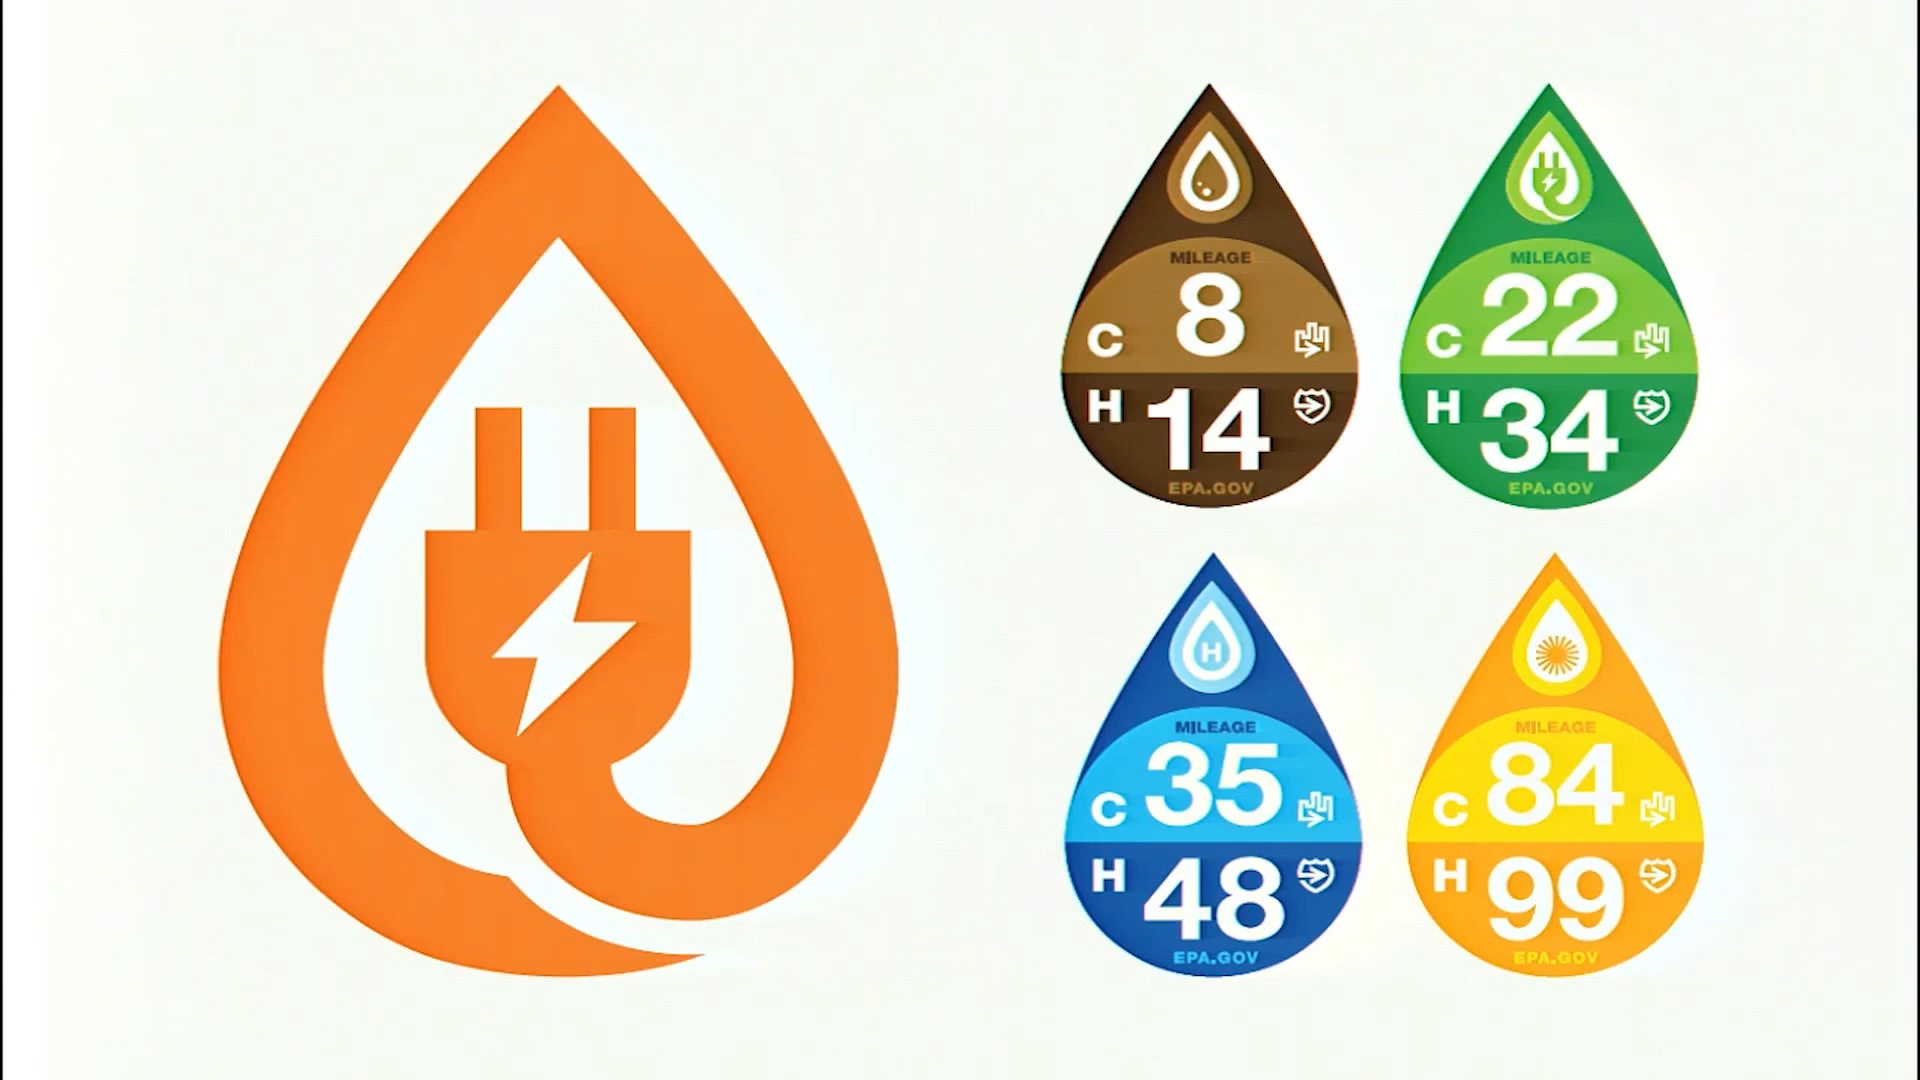 MILEAGE
C 8
H 14
EPA.GOV
MILEAGE
C 22
H 34
EPA.GOV
H
MILEAGE
C 35
H 48
EPA.GOV
MILEAGE
C 84
H 99
EPA.GOV